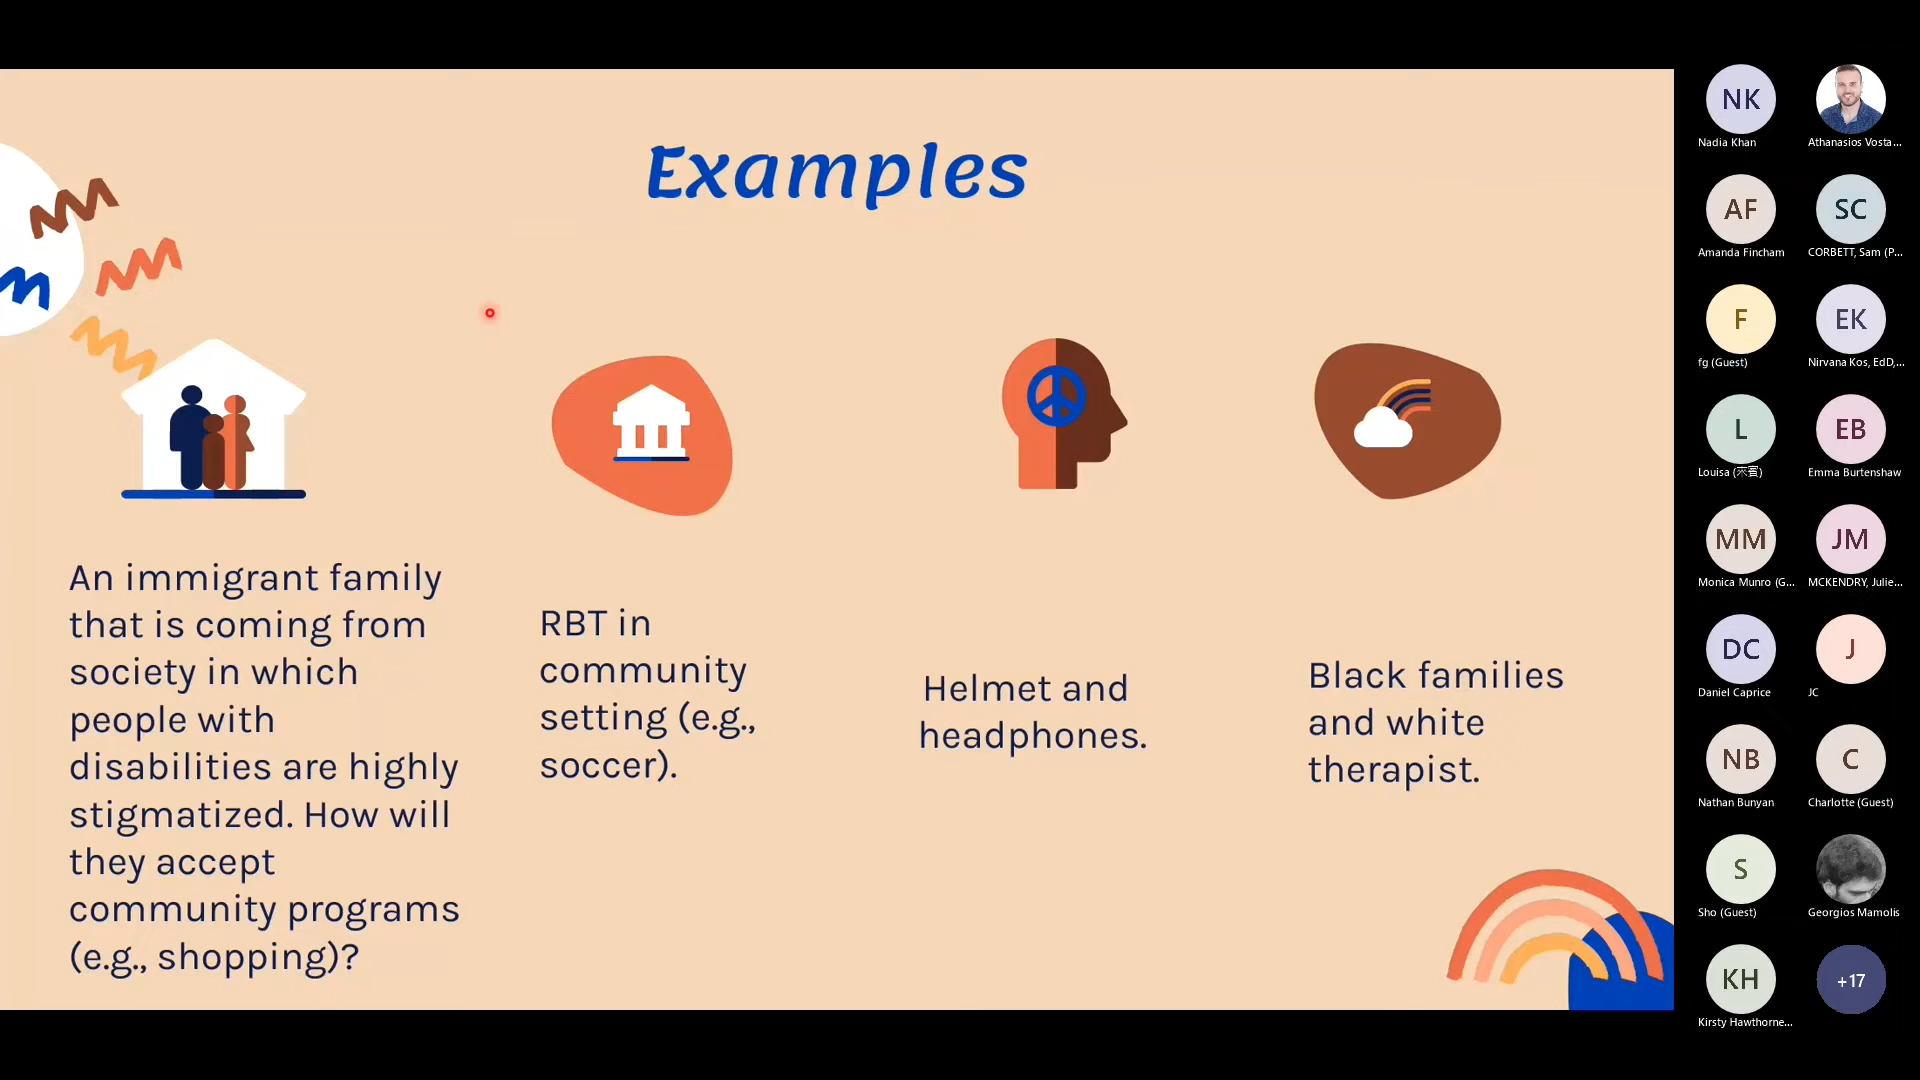 Examples
An immigrant family
that is coming from
society in which
people with
disabilities are highly
stigmatized. How will
they accept
community programs
(e.g., shopping)?
RBT in
community
setting (e.g.,
soccer).
Helmet and
headphones.
Black families
and white
therapist.
NK
Nadia Khan
Athanasios Vosta...
AF
Amanda Fincham
SC
CORBETT, Sam (P...
F
fg (Guest)
EK
Nirvana Kos, EdD,...
L
Louisa (來賓)
EB
Emma Burtenshaw
MM
Monica Munro (G...
JM
MCKENDRY, Julie...
DC
Daniel Caprice
J
JC
NB
Nathan Bunyan
C
Charlotte (Guest)
S
Sho (Guest)
Georgios Mamolis
KH
Kirsty Hawthorne...
+17